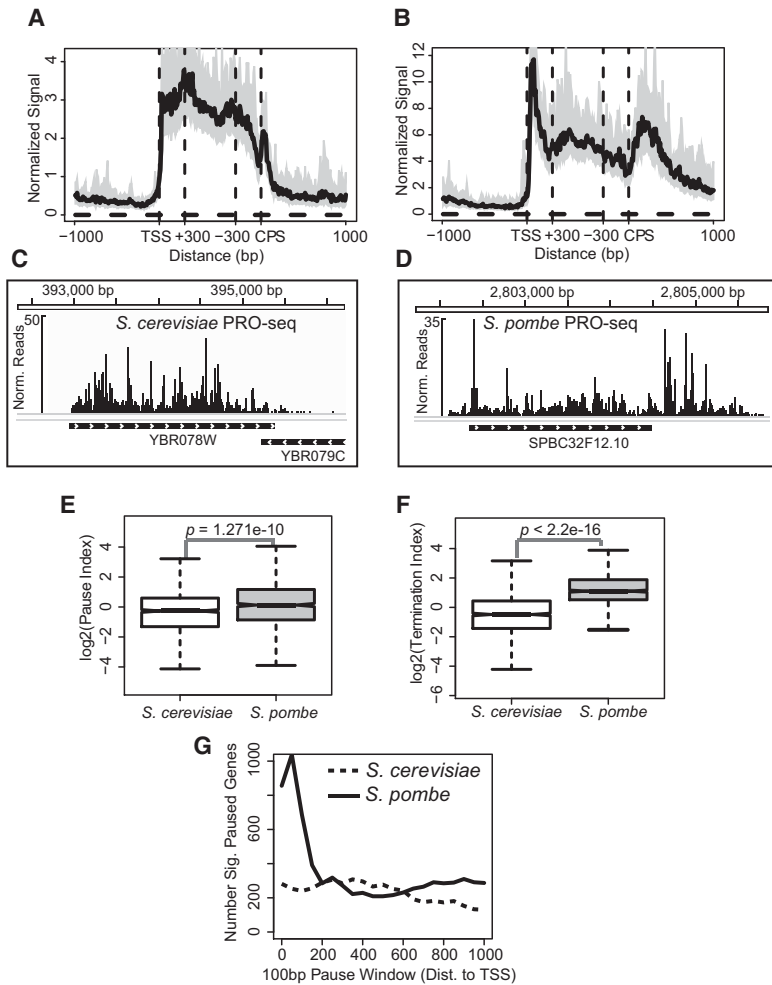 A
Normalized Signal
4
3
2
1
0
−1000
TSS +300
−300 CPS
1000
Distance (bp)
B
Normalized Signal
12
10
8
6
4
2
0
−1000
TSS +300
−300 CPS
1000
Distance (bp)
C
393,000 bp
395,000 bp
50
S. cerevisiae PRO-seq
Norm. Reads
YBR078W
YBR079C
D
2,803,000 bp
2,805,000 bp
35
S. pombe PRO-seq
Norm. Reads
SPBC32F12.10
E
p = 1.271e-10
log2(Pause Index)
4
2
0
−2
−4
S. cerevisiae
S. pombe
F
p < 2.2e-16
log2(Termination Index)
4
2
0
−2
−4
−6
S. cerevisiae
S. pombe
G
Number Sig. Paused Genes
1000
600
200
0
S. cerevisiae
S. pombe
0
200
400
600
800
1000
100bp Pause Window (Dist. to TSS)